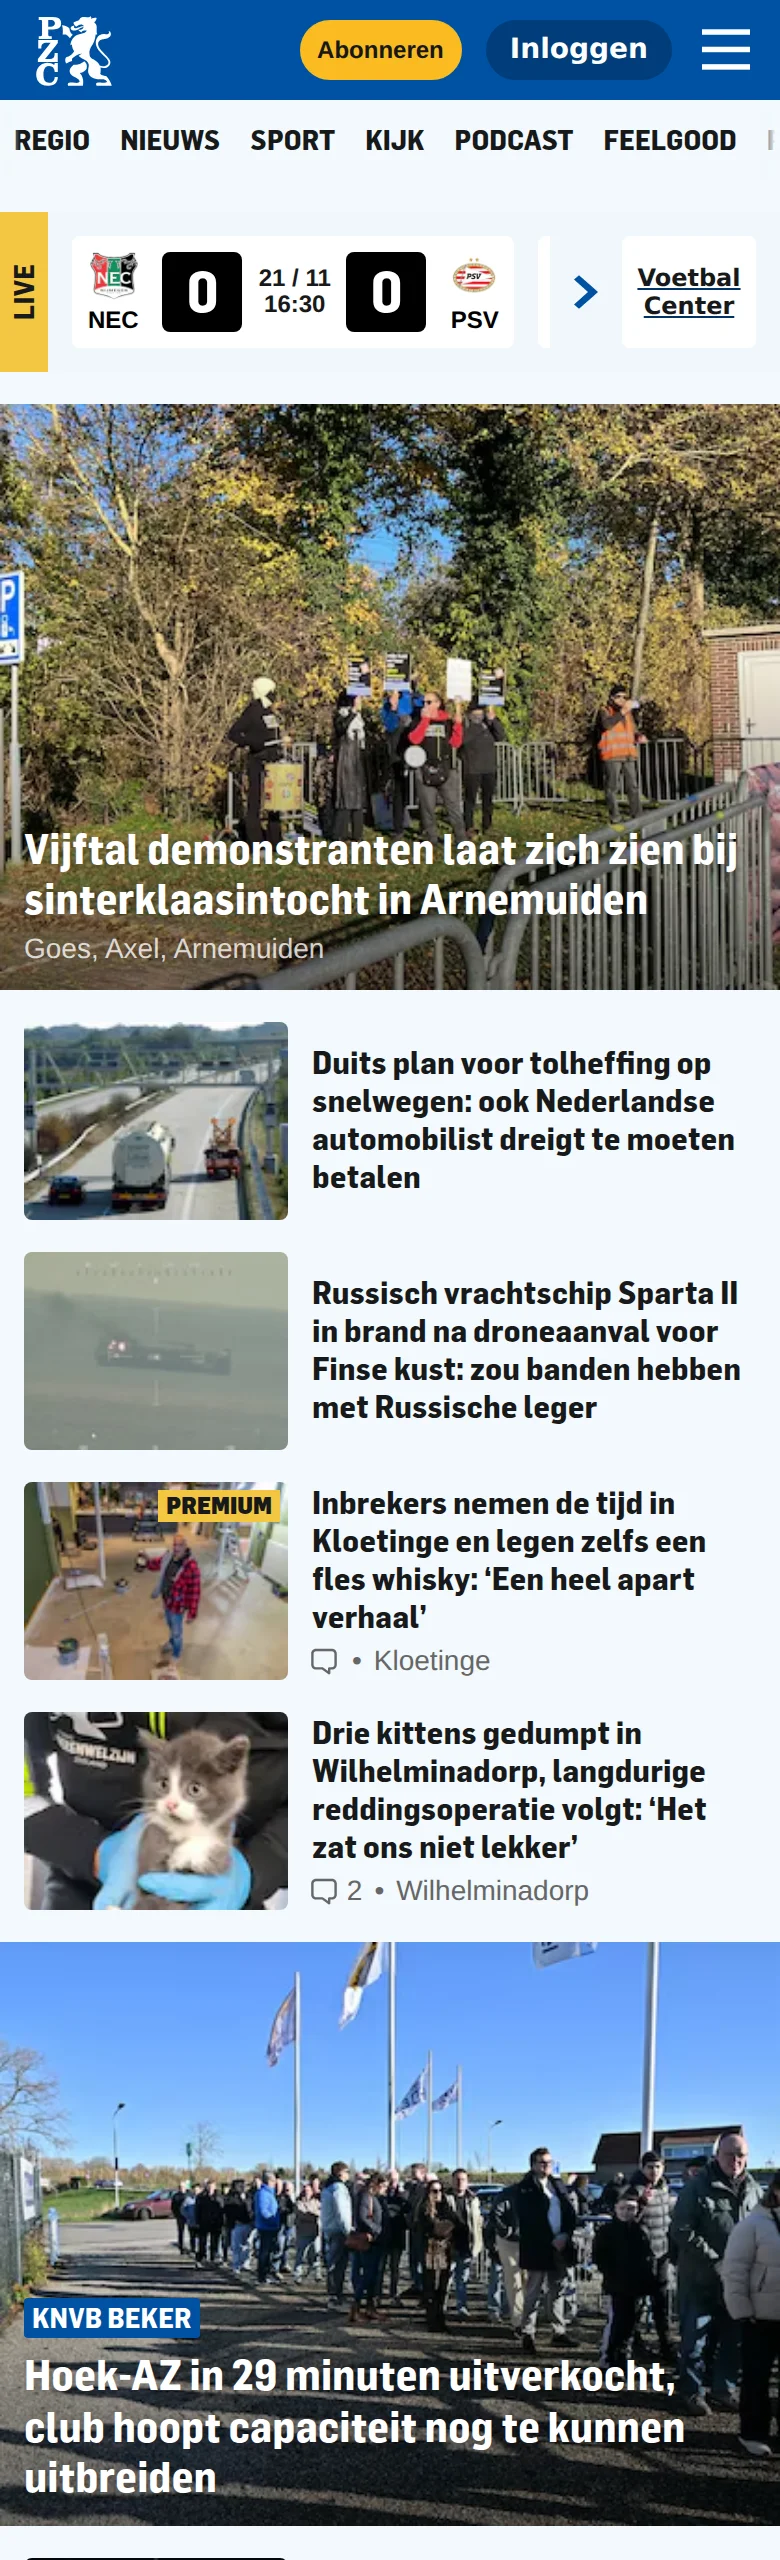 PZC
Abonneren
Inloggen
REGIO NIEUWS SPORT KIJK PODCAST FEELGOOD
LIVE
NEC
NEC
0
21 / 11
16:30
0
PSV
PSV
Voetbal
Center
P
Vijftal demonstranten laat zich zien bij
sinterklaasintocht in Arnemuiden
Goes, Axel, Arnemuiden
Duits plan voor tolheffing op
snelwegen: ook Nederlandse
automobilist dreigt te moeten
betalen
Russisch vrachtschip Sparta II
in brand na droneaanval voor
Finse kust: zou banden hebben
met Russische leger
PREMIUM
Inbrekers nemen de tijd in
Kloetinge en legen zelfs een
fles whisky: ‘Een heel apart
verhaal’
• Kloetinge
Drie kittens gedumpt in
Wilhelminadorp, langdurige
reddingsoperatie volgt: ‘Het
zat ons niet lekker’
2 • Wilhelminadorp
KNVB BEKER
Hoek-AZ in 29 minuten uitverkocht,
club hoopt capaciteit nog te kunnen
uitbreiden